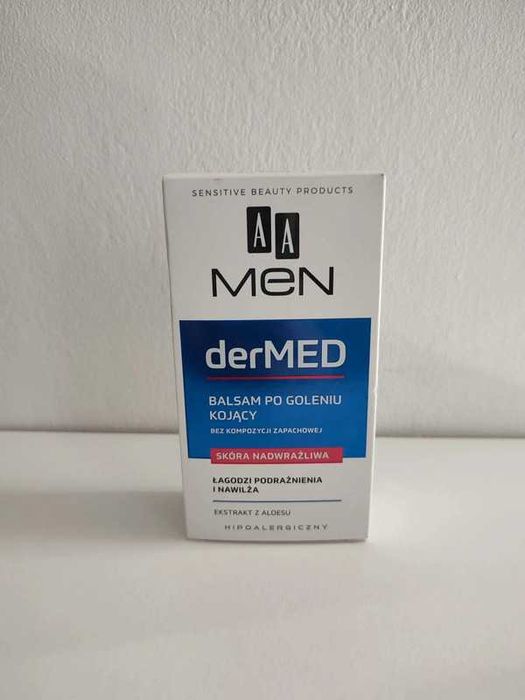 SENSITIVE BEAUTY PRODUCTS
AA
MEN
derMED
BALSAM PO GOLENIU
KOJĄCY
BEZ KOMPOZYCJI ZAPACHOWEJ
SKÓRA NADWRAŻLIWA
ŁAGODZI PODRAŻNIENIA
I NAWILŻA
EKSTRAKT Z ALOESU
HIPOALERGICZNY